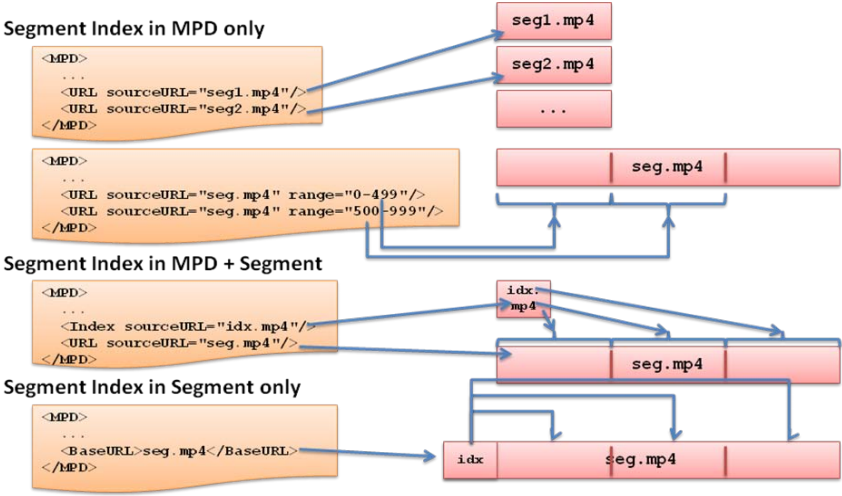 Segment Index in MPD only
<MPD>
...
<URL sourceURL="seg1.mp4"/>
<URL sourceURL="seg2.mp4"/>
</MPD>
seg1.mp4
seg2.mp4
...
<MPD>
...
<URL sourceURL="seg.mp4" range="0-499"/>
<URL sourceURL="seg.mp4" range="500-999"/>
</MPD>
seg.mp4
Segment Index in MPD + Segment
<MPD>
...
<Index sourceURL="idx.mp4"/>
<URL sourceURL="seg.mp4"/>
</MPD>
idx.
mp4
seg.mp4
Segment Index in Segment only
<MPD>
...
<BaseURL>seg.mp4</BaseURL>
</MPD>
idx
seg.mp4